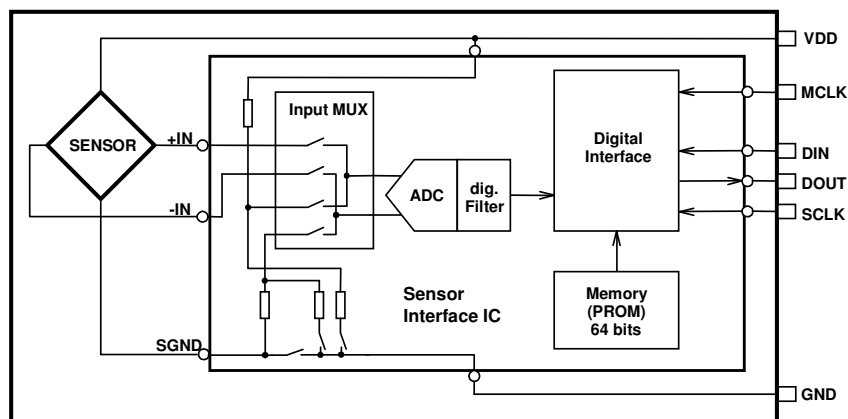 VDD
MCLK
Input MUX
SENSOR
+IN
Digital
Interface
DIN
DOUT
SCLK
ADC
dig.
Filter
-IN
Sensor
Interface IC
Memory
(PROM)
64 bits
SGND
GND